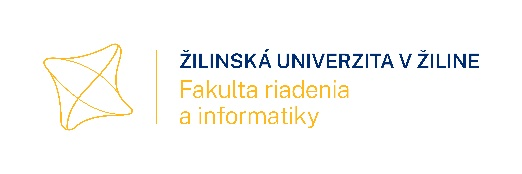 ŽILINSKÁ UNIVERZITA V ŽILINE
Fakulta riadenia
a informatiky